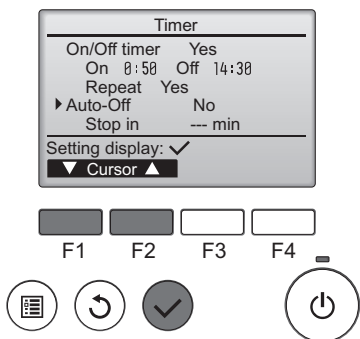 Timer
On/Off timer Yes
On 0:50 Off 14:30
Repeat Yes
Auto-Off No
Stop in --- min
Setting display: ✓
▼ Cursor ▲
F1 F2 F3 F4